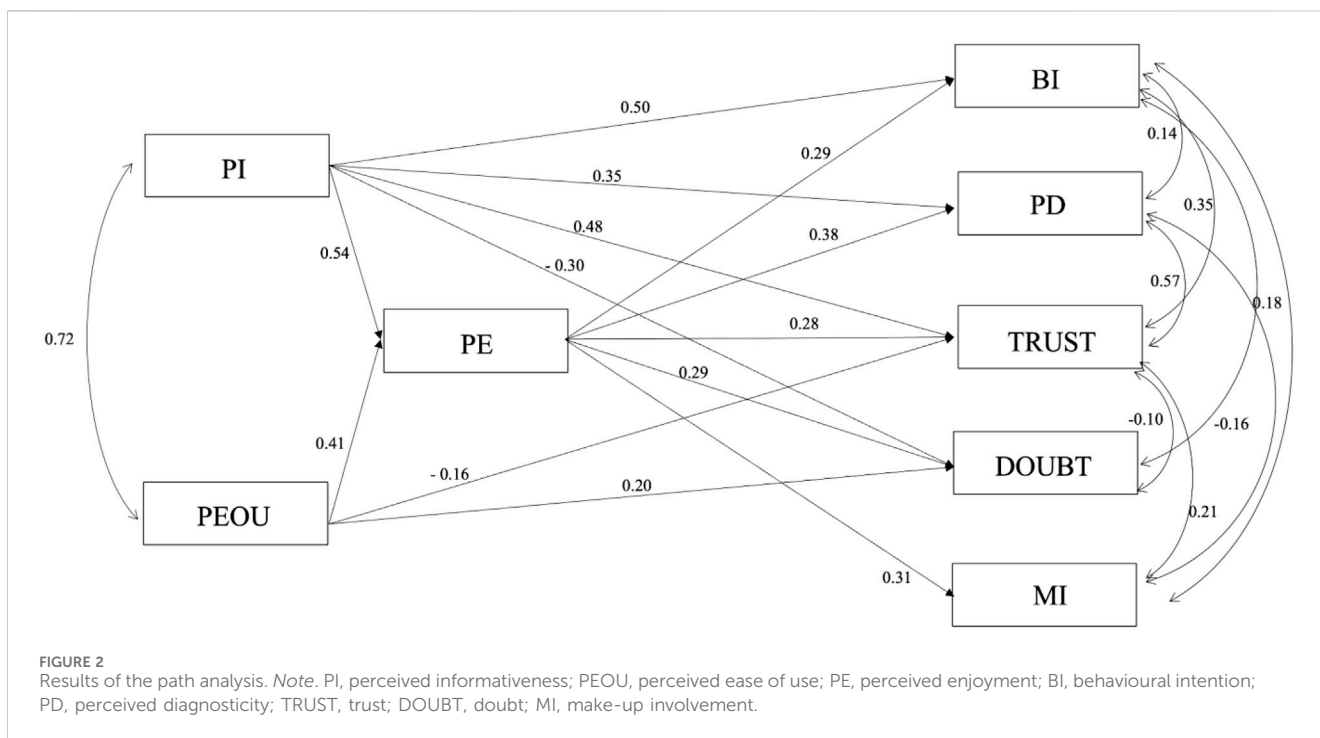 BI
0.50
0.14
PI
0.29
0.35
PD
0.35
0.48
0.38
0.54
- 0.30
0.57
0.18
0.28
TRUST
0.72
PE
0.29
-0.10
-0.16
0.41
DOUBT
- 0.16
0.20
PEOU
0.21
0.31
MI
FIGURE 2
Results of the path analysis. Note. PI, perceived informativeness; PEOU, perceived ease of use; PE, perceived enjoyment; BI, behavioural intention;
PD, perceived diagnosticity; TRUST, trust; DOUBT, doubt; MI, make-up involvement.